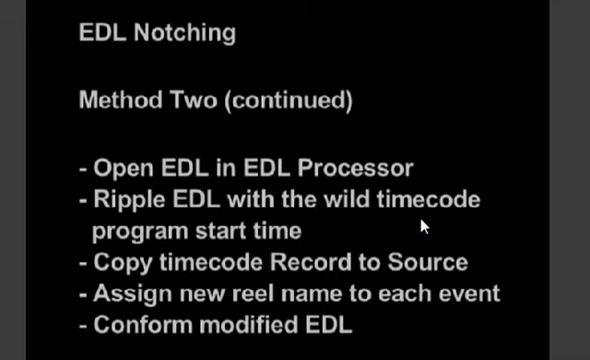 EDL Notching
Method Two (continued)
- Open EDL in EDL Processor
- Ripple EDL with the wild timecode
program start time
- Copy timecode Record to Source
- Assign new reel name to each event
- Conform modified EDL